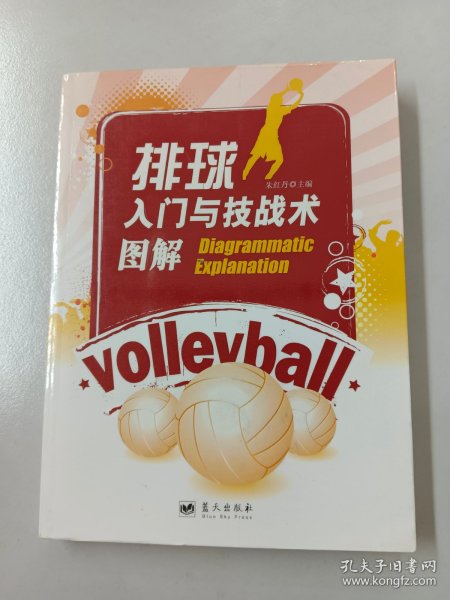 排球
朱红丹 主编
入门与技战术
图解
Diagrammatic
Explanation
Volleyball
蓝天出版社
Blue Sky Press
孔夫子旧书网
www.kongfz.com